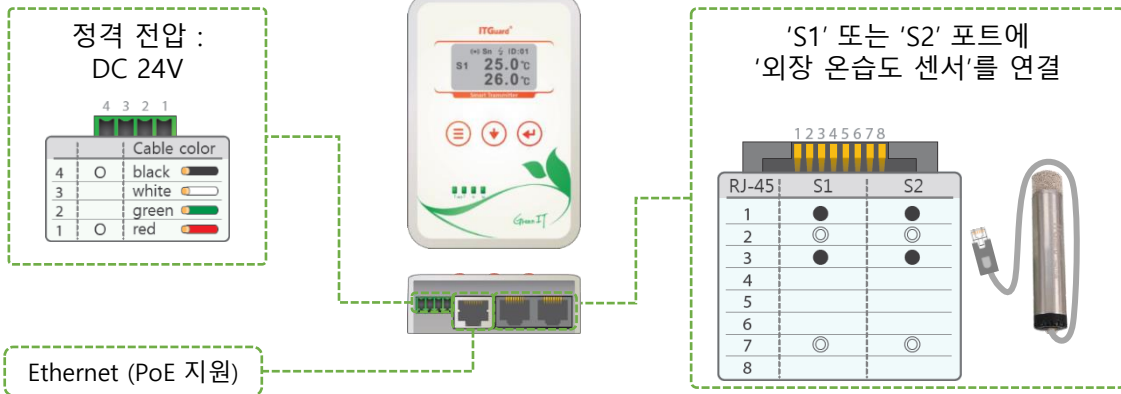 정격 전압 :
DC 24V
4 3 2 1
Cable color
4 O black
3 white
2 green
1 O red
ITGuard
Sn ID:01
S1 25.0℃
26.0℃
Smart Transmitter
Green IT
Ethernet (PoE 지원)
'S1' 또는 'S2' 포트에
'외장 온습도 센서'를 연결
1 2 3 4 5 6 7 8
RJ-45 S1 S2
1 ● ●
2 ◎ ◎
3 ● ●
4
5
6
7 ◎ ◎
8